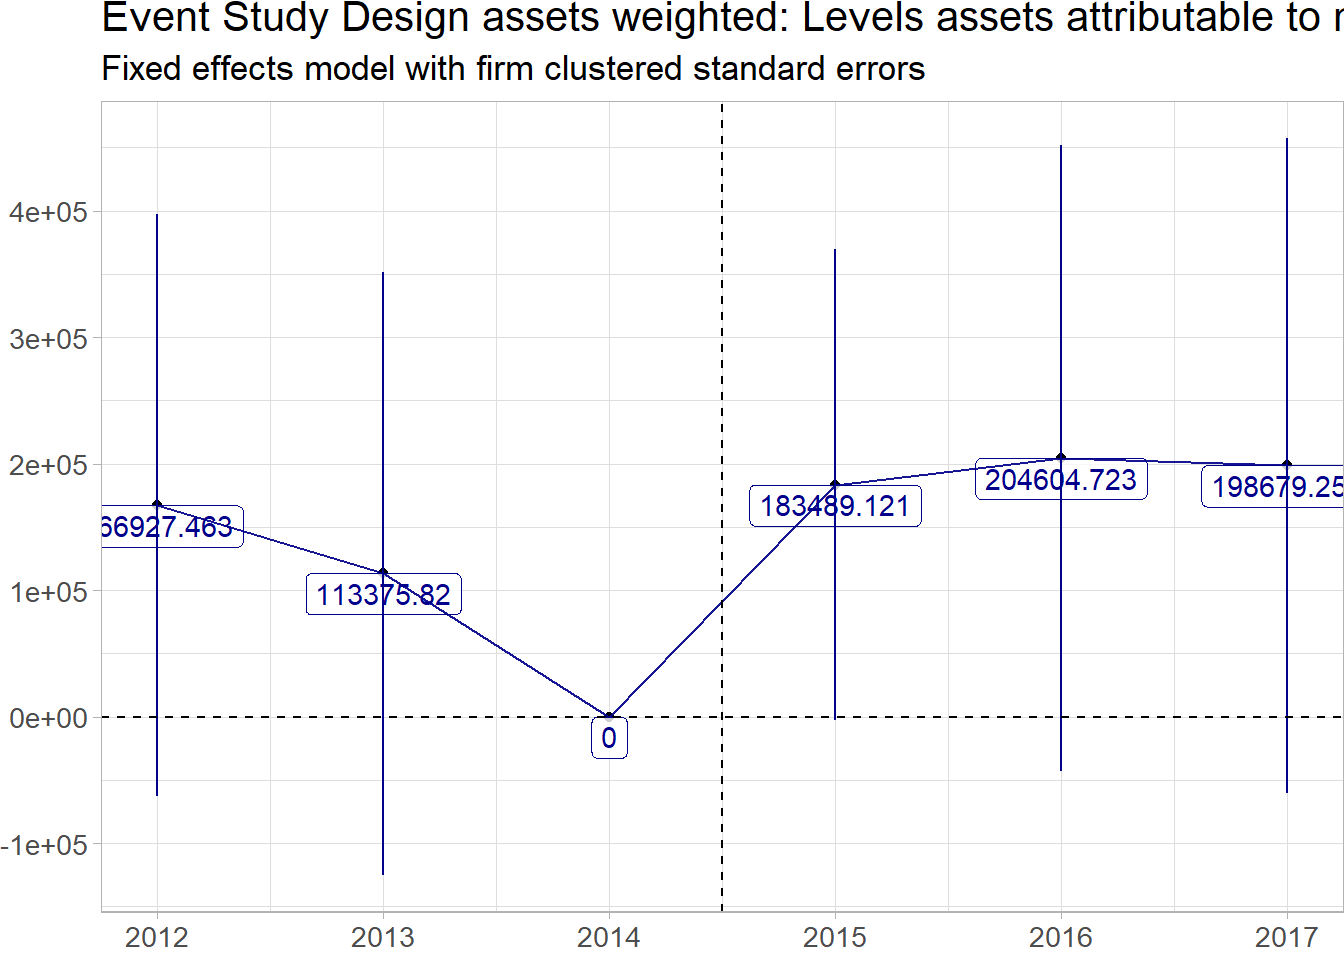 Event Study Design assets weighted: Levels assets attributable to
Fixed effects model with firm clustered standard errors
4e+05
3e+05
2e+05
1e+05
0e+00
-1e+05
66927.463
113375.82
0
183489.121
204604.723
198679.25
2012
2013
2014
2015
2016
2017